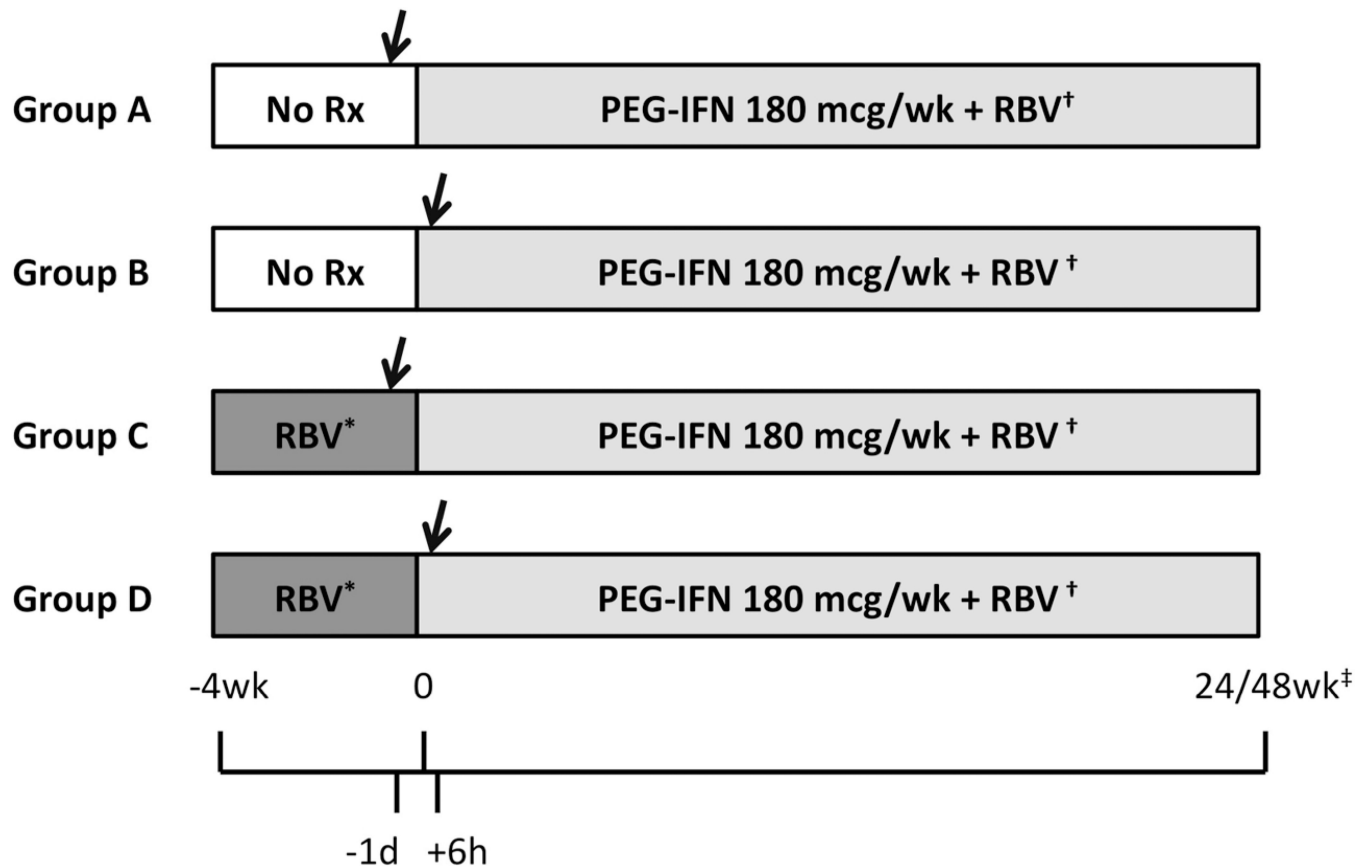 Group A No Rx PEG-IFN 180 mcg/wk + RBV†
Group B No Rx PEG-IFN 180 mcg/wk + RBV †
Group C RBV* PEG-IFN 180 mcg/wk + RBV †
Group D RBV* PEG-IFN 180 mcg/wk + RBV †
-4wk 0 24/48wk‡
-1d +6h